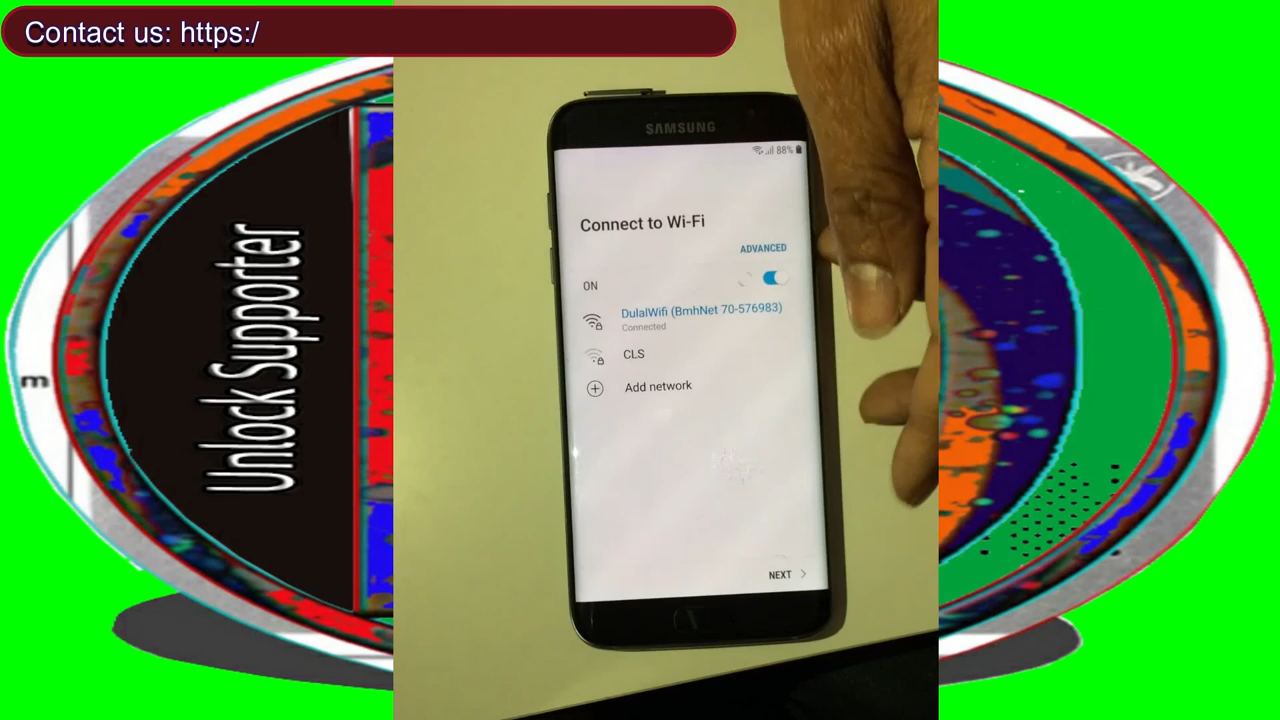 Contact us: https:/
Unlock Supporter
m
SAMSUNG
88%
Connect to Wi-Fi
ADVANCED
ON
DulalWifi (BmhNet 70-576983)
Connected
CLS
Add network
NEXT